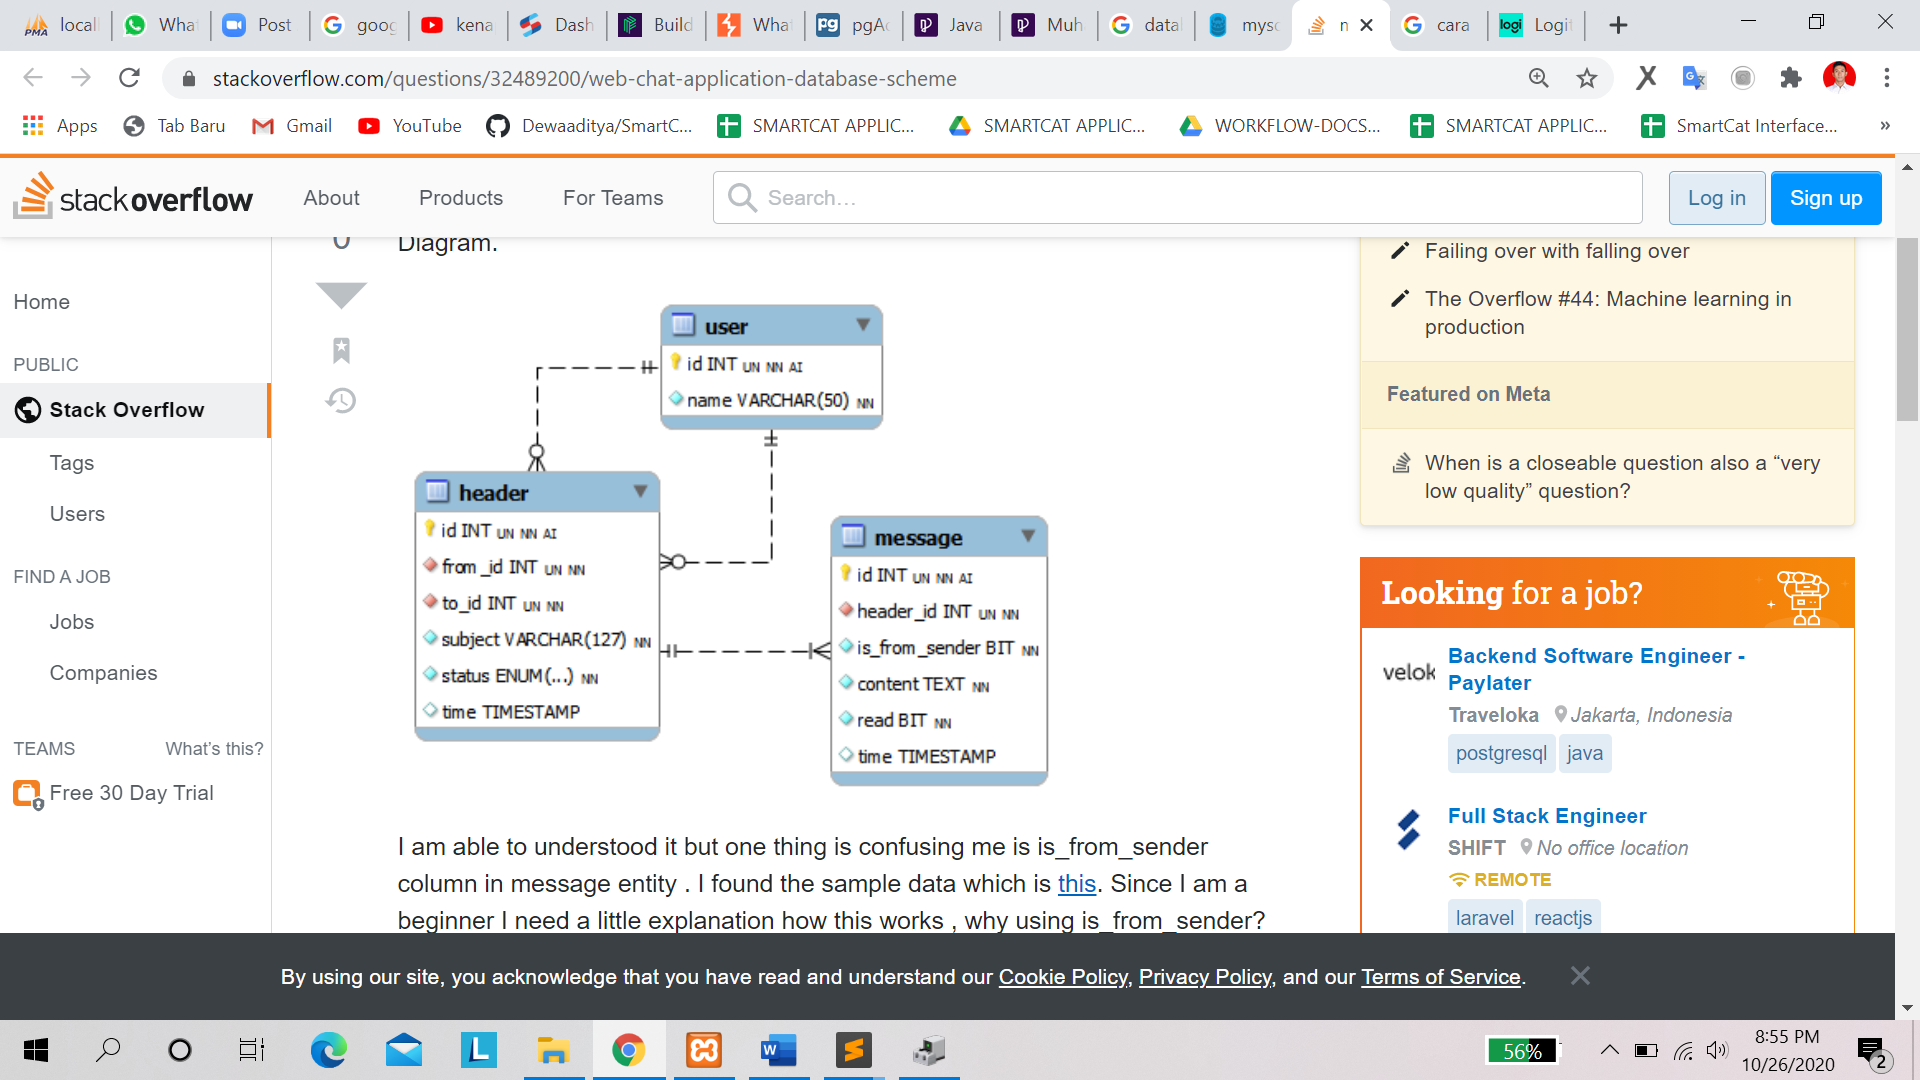 locall
What
Post
goog
kena
Dash
Build
What
pgAd
Java
Muh
datal
mysq
n
cara
Logit
stackoverflow.com/questions/32489200/web-chat-application-database-scheme
Apps
Tab Baru
Gmail
YouTube
Dewaaditya/SmartC...
SMARTCAT APPLIC...
SMARTCAT APPLIC...
WORKFLOW-DOCS...
SMARTCAT APPLIC...
SmartCat Interface...
»
stackoverflow
About
Products
For Teams
Search...
Log in
Sign up
0
Diagram.
Home
PUBLIC
Stack Overflow
Tags
Users
FIND A JOB
Jobs
Companies
TEAMS
What's this?
Free 30 Day Trial
user
id INT UN NN AI
name VARCHAR(50) NN
header
id INT UN NN AI
from_id INT UN NN
to_id INT UN NN
subject VARCHAR(127) NN
status ENUM(...) NN
time TIMESTAMP
message
id INT UN NN AI
header_id INT UN NN
is_from_sender BIT NN
content TEXT NN
read BIT NN
time TIMESTAMP
I am able to understood it but one thing is confusing me is is_from_sender
column in message entity . I found the sample data which is this. Since I am a
beginner I need a little explanation how this works , why using is_from_sender?
Failing over with falling over
The Overflow #44: Machine learning in
production
Featured on Meta
When is a closeable question also a “very
low quality” question?
Looking for a job?
velok
Backend Software Engineer -
Paylater
Traveloka
Jakarta, Indonesia
postgresql
java
Full Stack Engineer
SHIFT
No office location
REMOTE
laravel
reactjs
By using our site, you acknowledge that you have read and understand our Cookie Policy, Privacy Policy, and our Terms of Service.
56%
8:55 PM
10/26/2020
2